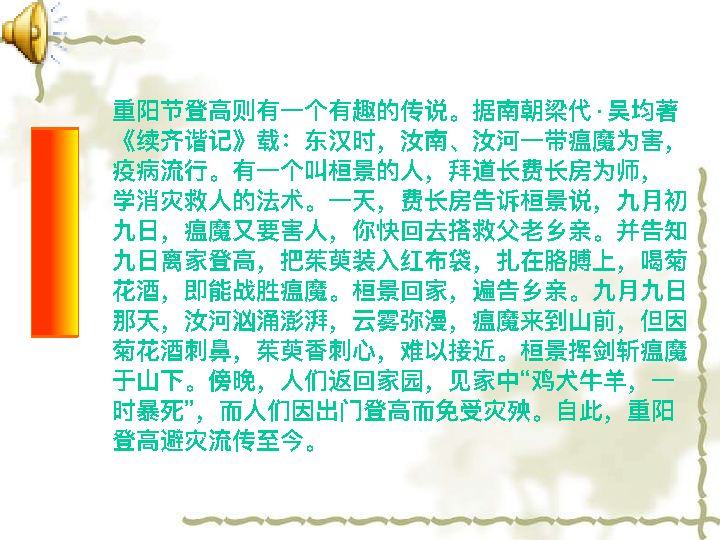 重阳节登高则有一个有趣的传说。据南朝梁代·吴均著
《续齐谐记》载：东汉时，汝南、汝河一带瘟魔为害，
疫病流行。有一个叫桓景的人，拜道长费长房为师，
学消灾救人的法术。一天，费长房告诉桓景说，九月初
九日，瘟魔又要害人，你快回去搭救父老乡亲。并告知
九日离家登高，把茱萸装入红布袋，扎在胳膊上，喝菊
花酒，即能战胜瘟魔。桓景回家，遍告乡亲。九月九日
那天，汝河汹涌澎湃，云雾弥漫，瘟魔来到山前，但因
菊花酒刺鼻，茱萸香刺心，难以接近。桓景挥剑斩瘟魔
于山下。傍晚，人们返回家园，见家中“鸡犬牛羊，一
时暴死”，而人们因出门登高而免受灾殃。自此，重阳
登高避灾流传至今。